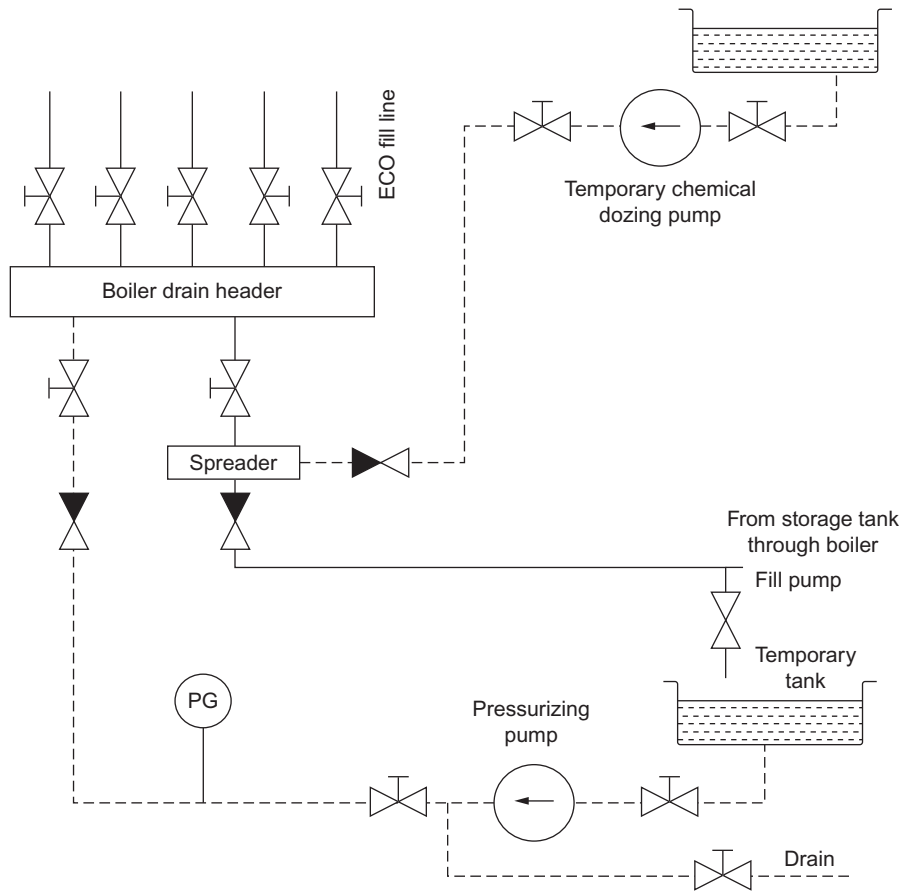 ECO fill line
Temporary chemical
dozing pump
Boiler drain header
Spreader
From storage tank
through boiler
Fill pump
Temporary
tank
PG
Pressurizing
pump
Drain